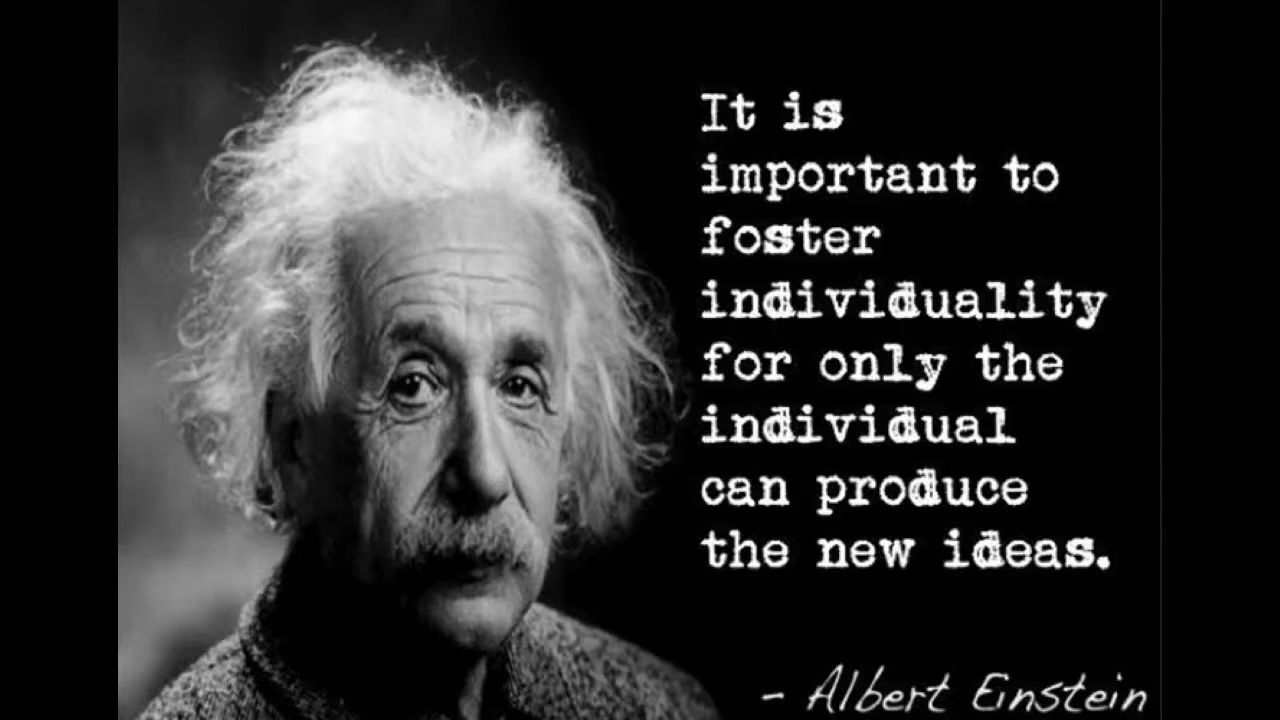 It is
important to
foster
individuality
for only the
individual
can produce
the new ideas.
- Albert Einstein